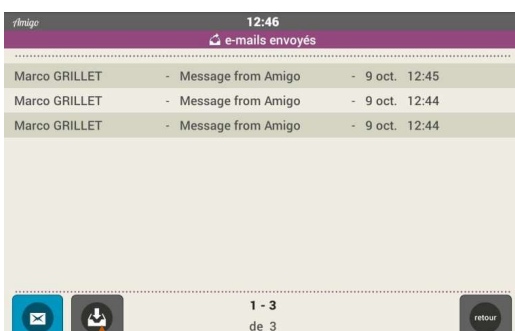 Amigo 12:46
e-mails envoyés
Marco GRILLET - Message from Amigo - 9 oct. 12:45
Marco GRILLET - Message from Amigo - 9 oct. 12:44
Marco GRILLET - Message from Amigo - 9 oct. 12:44
1 - 3
de 3
retour